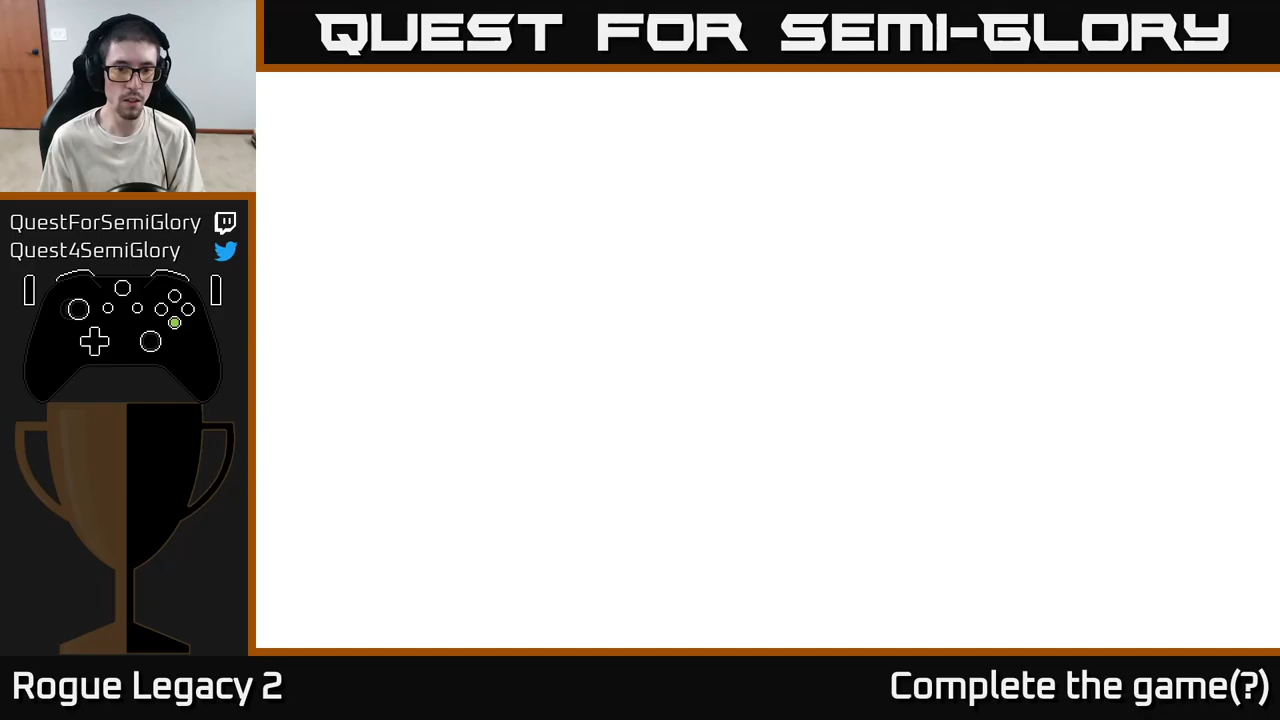 QUEST FOR SEMI-GLORY
QuestForSemiGlory
Quest4SemiGlory
Rogue Legacy 2
Complete the game(?)